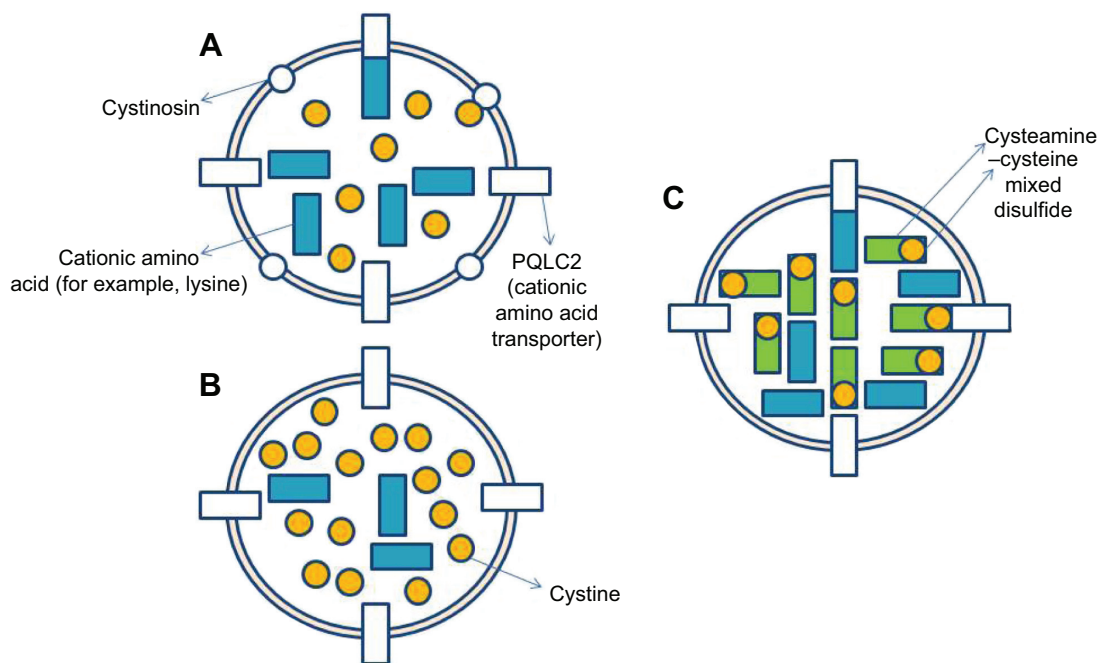 A
Cystinosin
Cationic amino
acid (for example, lysine)
PQLC2
(cationic
amino acid
transporter)
B
Cystine
C
Cysteamine
–cysteine
mixed
disulfide